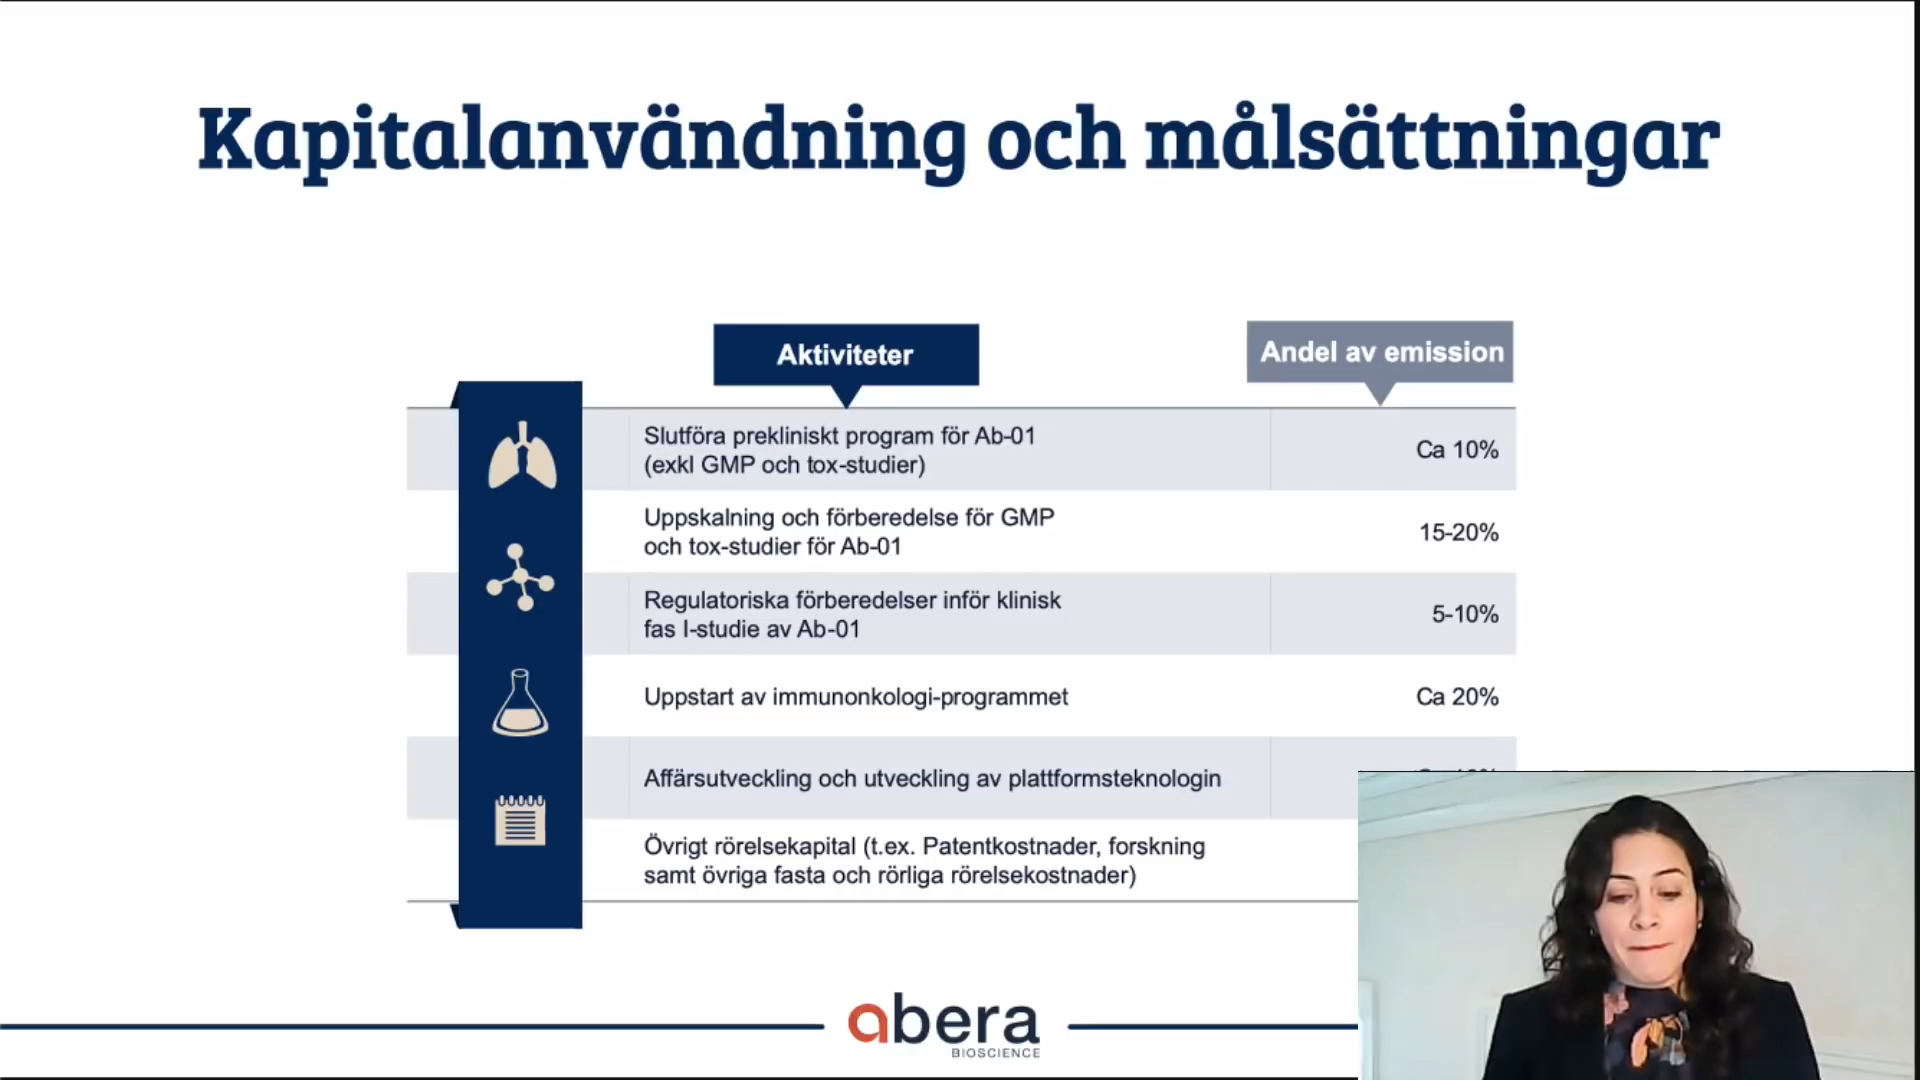 Kapitalanvändning och målsättningar
Aktiviteter
Andel av emission
Slutföra prekliniskt program för Ab-01
(exkl GMP och tox-studier)
Ca 10%
Uppskalning och förberedelse för GMP
och tox-studier för Ab-01
15-20%
Regulatoriska förberedelser inför klinisk
fas I-studie av Ab-01
5-10%
Uppstart av immunonkologi-programmet
Ca 20%
Affärsutveckling och utveckling av plattformsteknologin
Övrigt rörelsekapital (t.ex. Patentkostnader, forskning
samt övriga fasta och rörliga rörelsekostnader)
abera
BIOSCIENCE